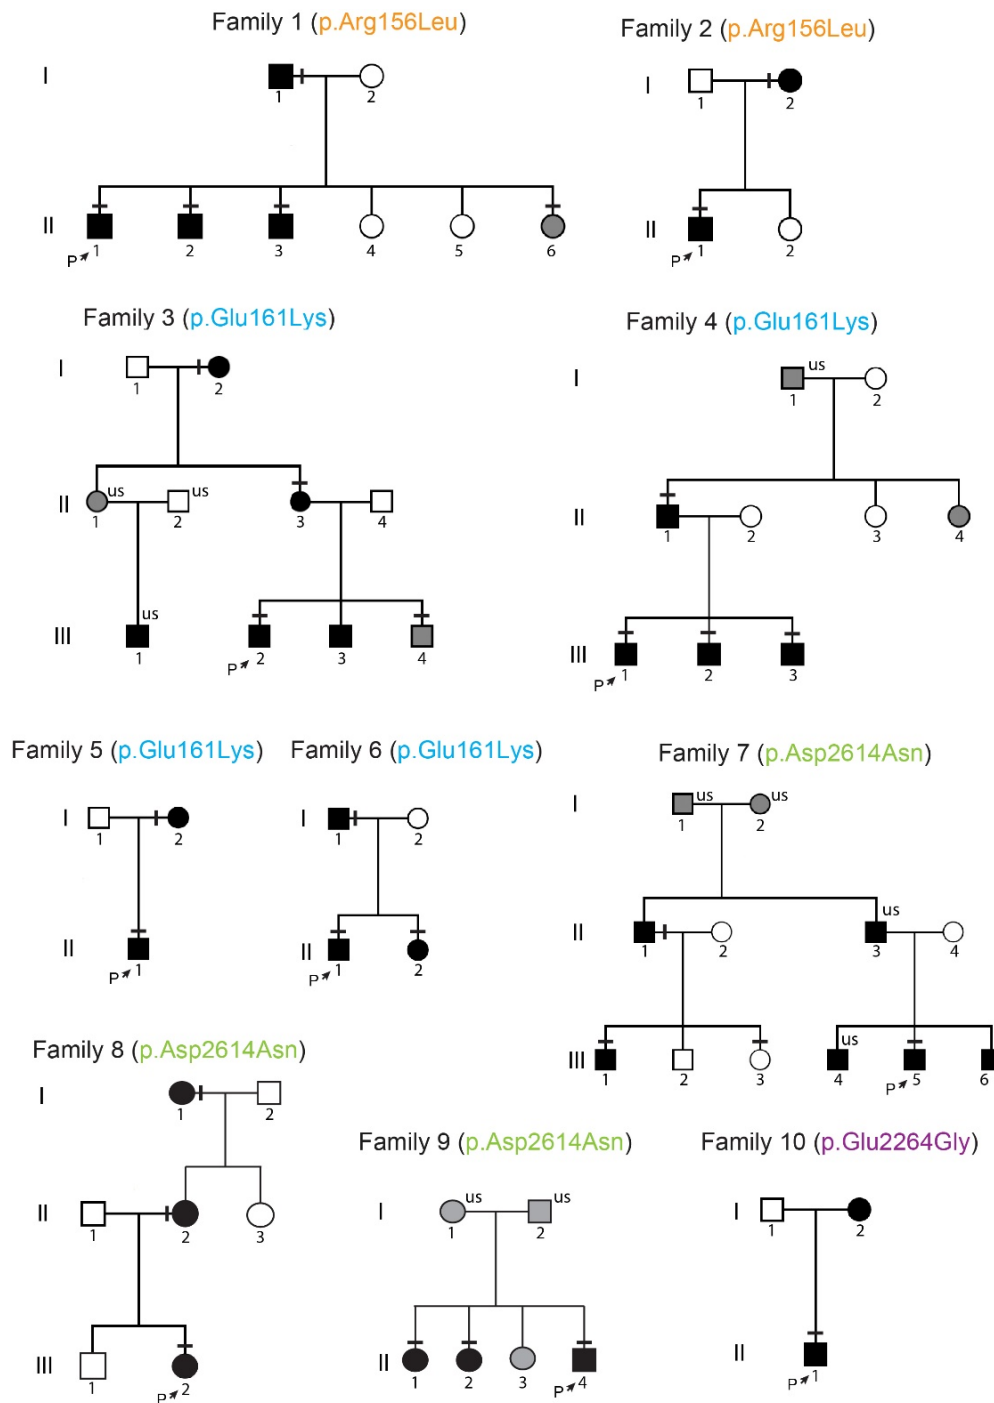 Family 1 (p.Arg156Leu)
I
1
2
II
P
1
2
3
4
5
6
Family 2 (p.Arg156Leu)
I
1
2
II
P
1
2
Family 3 (p.Glu161Lys)
I
1
2
II
us
us
1
2
3
4
III
us
1
P
2
3
4
Family 4 (p.Glu161Lys)
I
us
1
2
II
1
2
3
4
III
P
1
2
3
Family 5 (p.Glu161Lys)
I
1
2
II
P
1
Family 6 (p.Glu161Lys)
I
1
2
II
P
1
2
Family 7 (p.Asp2614Asn)
I
us
us
1
2
II
us
1
2
3
4
III
us
1
2
3
4
P
5
6
Family 8 (p.Asp2614Asn)
I
1
2
II
1
2
3
III
1
P
2
Family 9 (p.Asp2614Asn)
I
us
us
1
2
II
1
2
3
P
4
Family 10 (p.Glu2264Gly)
I
1
2
II
P
1